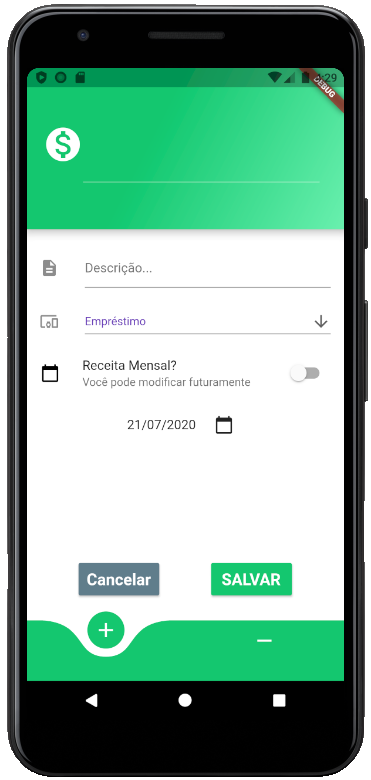 DEBUG
Descrição...
Empréstimo
Receita Mensal?
Você pode modificar futuramente
21/07/2020
Cancelar
SALVAR